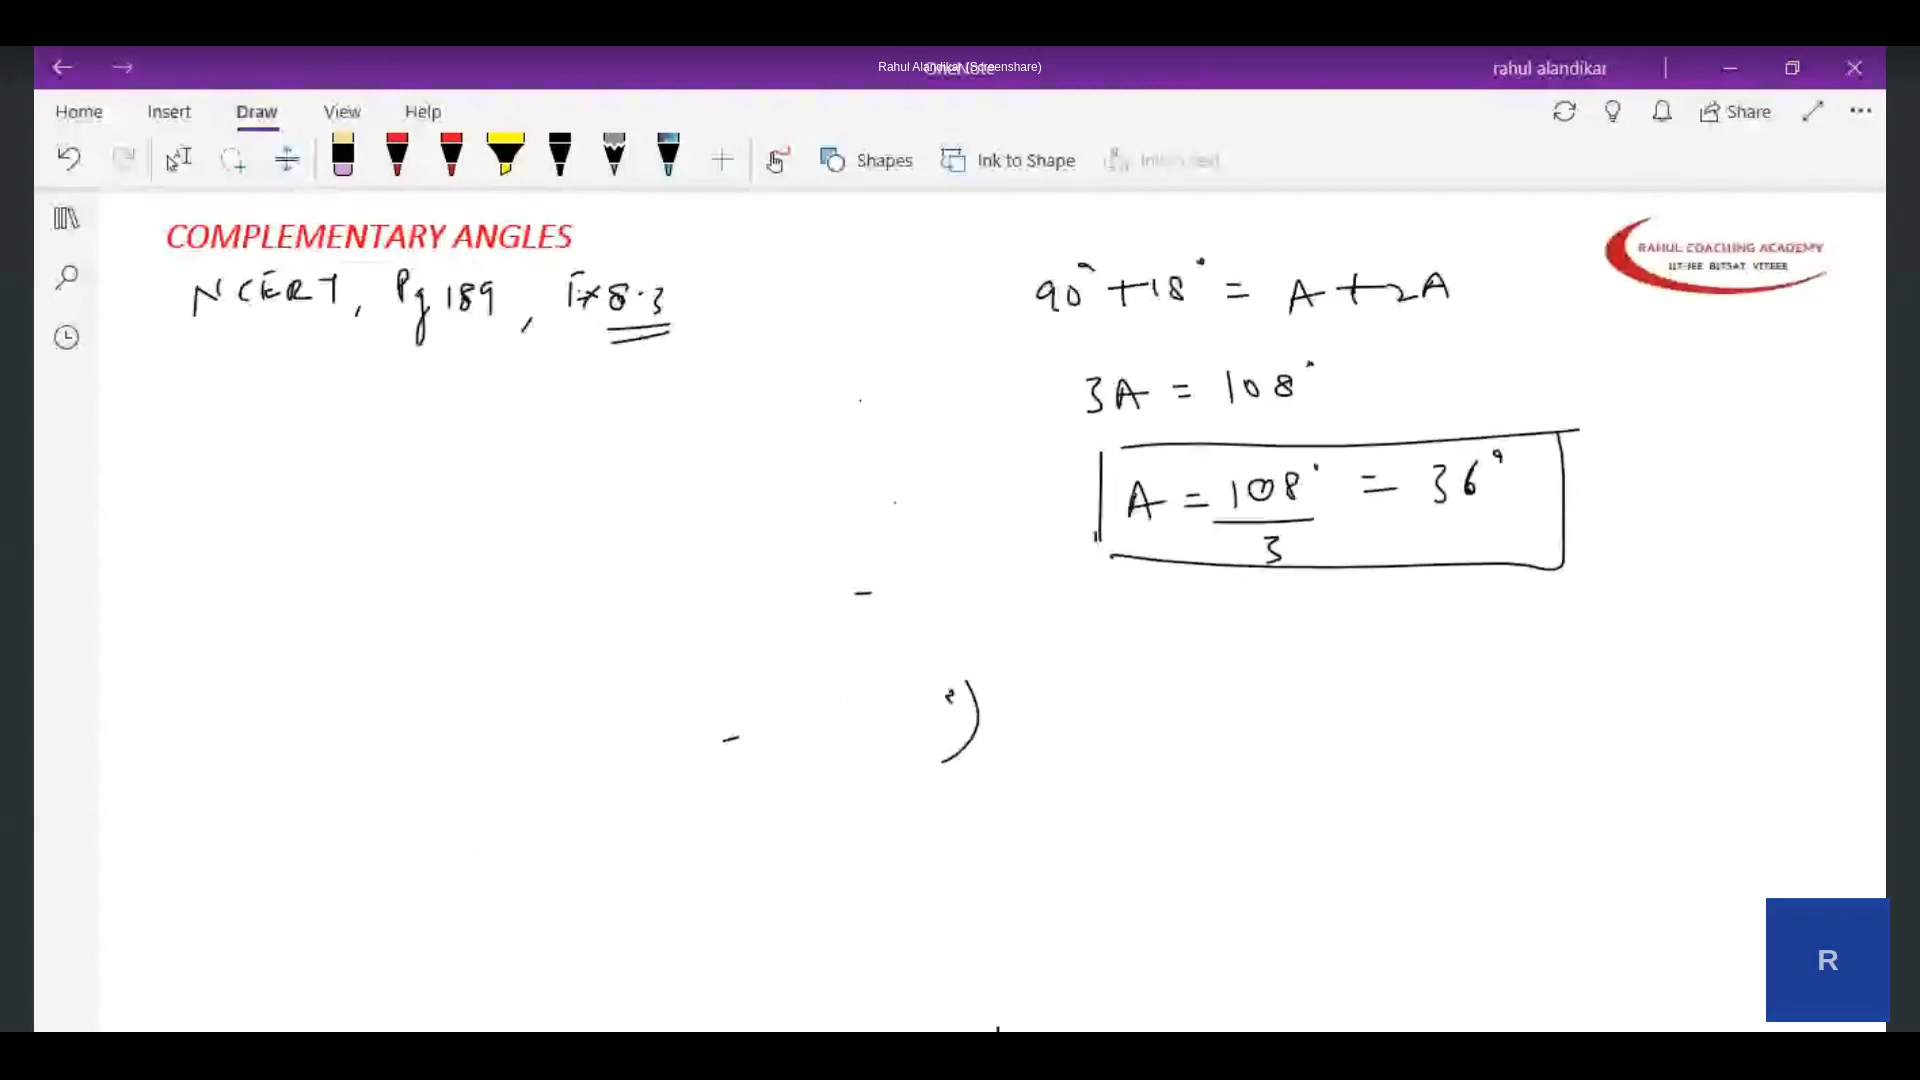 Rahul Alandikar (Screenshare)
rahul alandikar
Home Insert Draw View Help
Share
Shapes Ink to Shape
COMPLEMENTARY ANGLES
NCERT, Pg 189, Ex 8.3
RAHUL COACHING ACADEMY
IIT-JEE BITSAT VITEEE
90° + 18° = A + 2A
3A = 108°
A = 108° / 3 = 36°
R